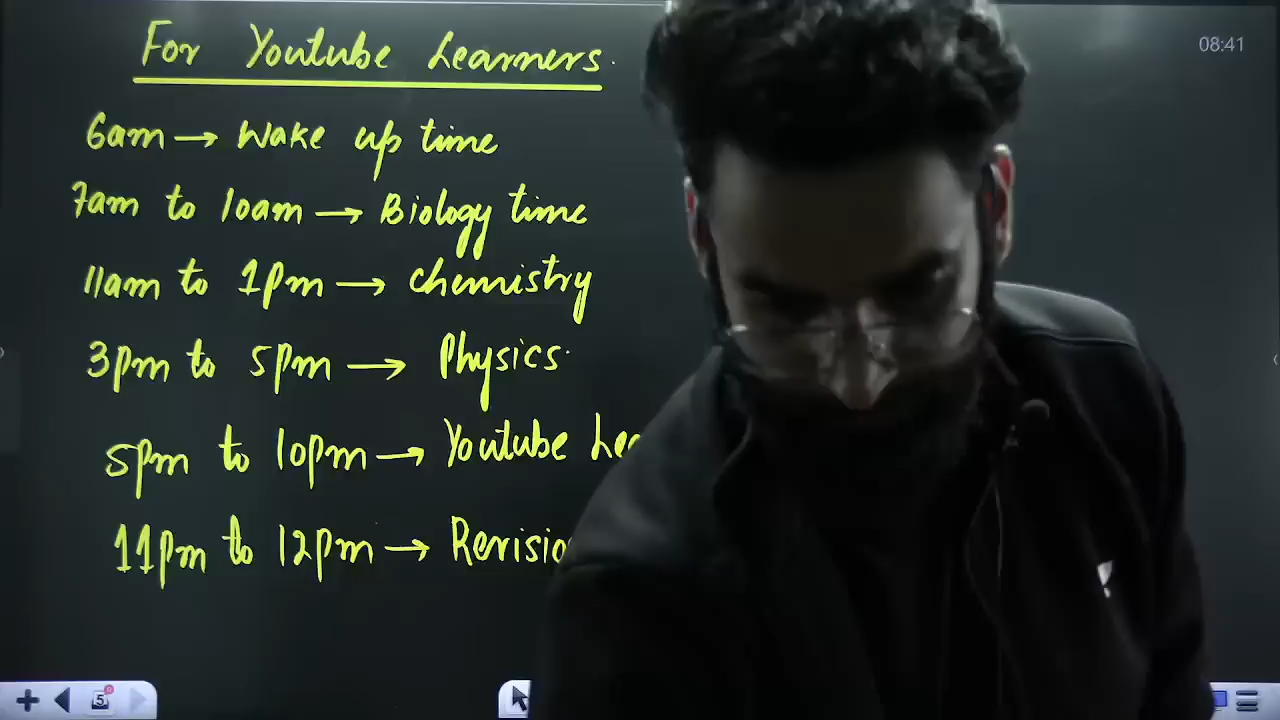 For Youtube Learners.
08:41
6am → Wake up time
7am to 10am → Biology time
11am to 1pm → chemistry
3pm to 5pm → Physics.
5pm to 10pm → Youtube
11pm to 12pm →
5